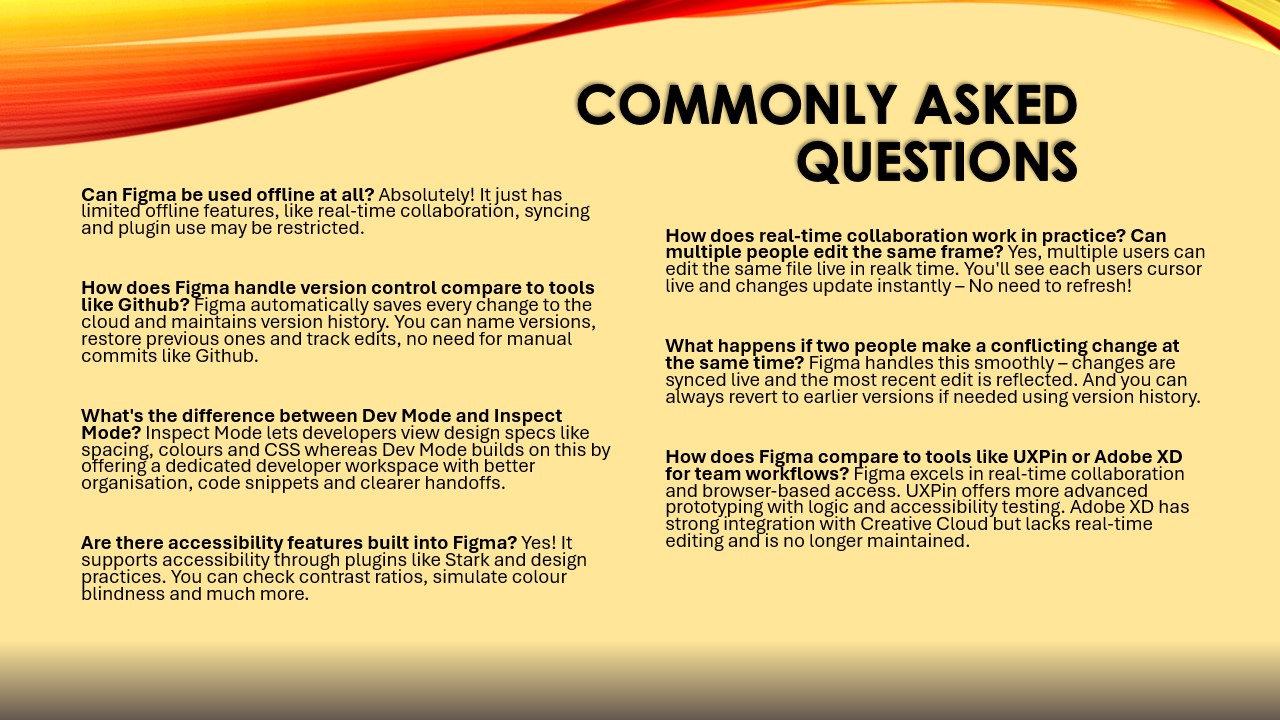 COMMONLY ASKED
QUESTIONS
Can Figma be used offline at all? Absolutely! It just has
limited offline features, like real-time collaboration, syncing
and plugin use may be restricted.
How does Figma handle version control compare to tools
like Github? Figma automatically saves every change to the
cloud and maintains version history. You can name versions,
restore previous ones and track edits, no need for manual
commits like Github.
What's the difference between Dev Mode and Inspect
Mode? Inspect Mode lets developers view design specs like
spacing, colours and CSS whereas Dev Mode builds on this by
offering a dedicated developer workspace with better
organisation, code snippets and clearer handoffs.
Are there accessibility features built into Figma? Yes! It
supports accessibility through plugins like Stark and design
practices. You can check contrast ratios, simulate colour
blindness and much more.
How does real-time collaboration work in practice? Can
multiple people edit the same frame? Yes, multiple users can
edit the same file live in realk time. You'll see each users cursor
live and changes update instantly – No need to refresh!
What happens if two people make a conflicting change at
the same time? Figma handles this smoothly – changes are
synced live and the most recent edit is reflected. And you can
always revert to earlier versions if needed using version history.
How does Figma compare to tools like UXPin or Adobe XD
for team workflows? Figma excels in real-time collaboration
and browser-based access. UXPin offers more advanced
prototyping with logic and accessibility testing. Adobe XD has
strong integration with Creative Cloud but lacks real-time
editing and is no longer maintained.